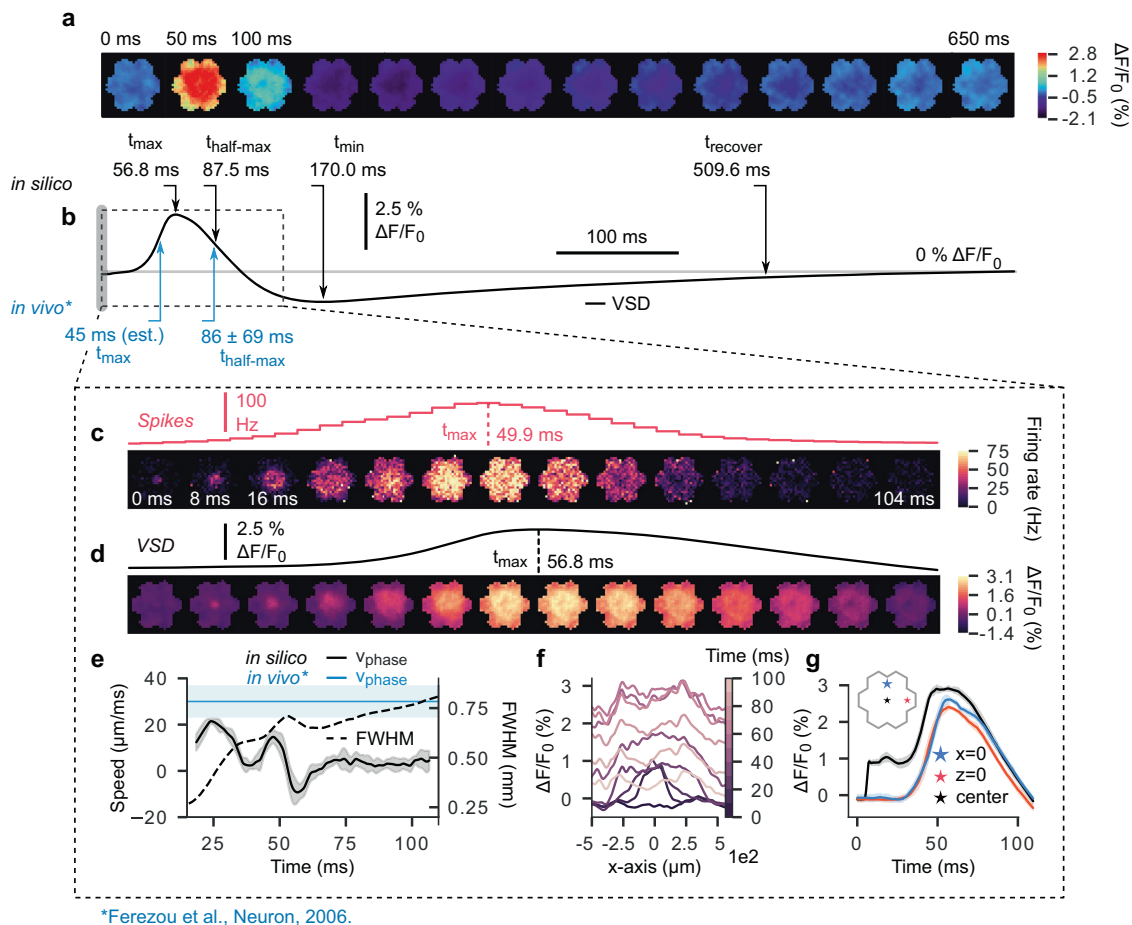 a
0 ms 50 ms 100 ms 650 ms
2.8
1.2
-0.5
-2.1
ΔF/F0 (%)
tmax
56.8 ms
thalf-max
87.5 ms
tmin
170.0 ms
trecover
509.6 ms
in silico
b
2.5 %
ΔF/F0
100 ms
0 % ΔF/F0
VSD
in vivo*
45 ms (est.)
tmax
86 ± 69 ms
thalf-max
c
Spikes
100
Hz
tmax
49.9 ms
0 ms 8 ms 16 ms 104 ms
75
50
25
0
Firing rate (Hz)
d
VSD
2.5 %
ΔF/F0
tmax
56.8 ms
3.1
1.6
0.1
-1.4
ΔF/F0 (%)
e
in silico vphase
in vivo* vphase
FWHM
40
20
0
−20
Speed (μm/ms)
0.75
0.50
0.25
FWHM (mm)
25 50 75 100
Time (ms)
f
Time (ms)
3
2
1
0
ΔF/F0 (%)
100
80
60
40
20
0
-5 -2.5 0 2.5 5
1e2
x-axis (μm)
g
3
2
1
0
ΔF/F0 (%)
x=0
z=0
center
0 50 100
Time (ms)
*Ferezou et al., Neuron, 2006.